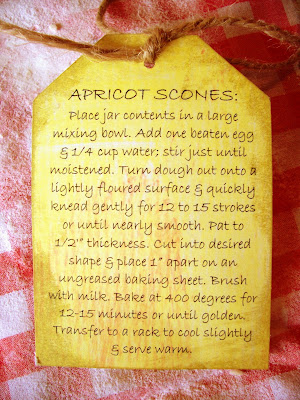 APRICOT SCONES:
Place jar contents in a large
mixing bowl. Add one beaten egg
& 1/4 cup water; stir just until
moistened. Turn dough out onto a
lightly floured surface & quickly
knead gently for 12 to 15 strokes
or until nearly smooth. Pat to
1/2" thickness. Cut into desired
shape & place 1" apart on an
ungreased baking sheet. Brush
with milk. Bake at 400 degrees for
12-15 minutes or until golden.
Transfer to a rack to cool slightly
& serve warm.